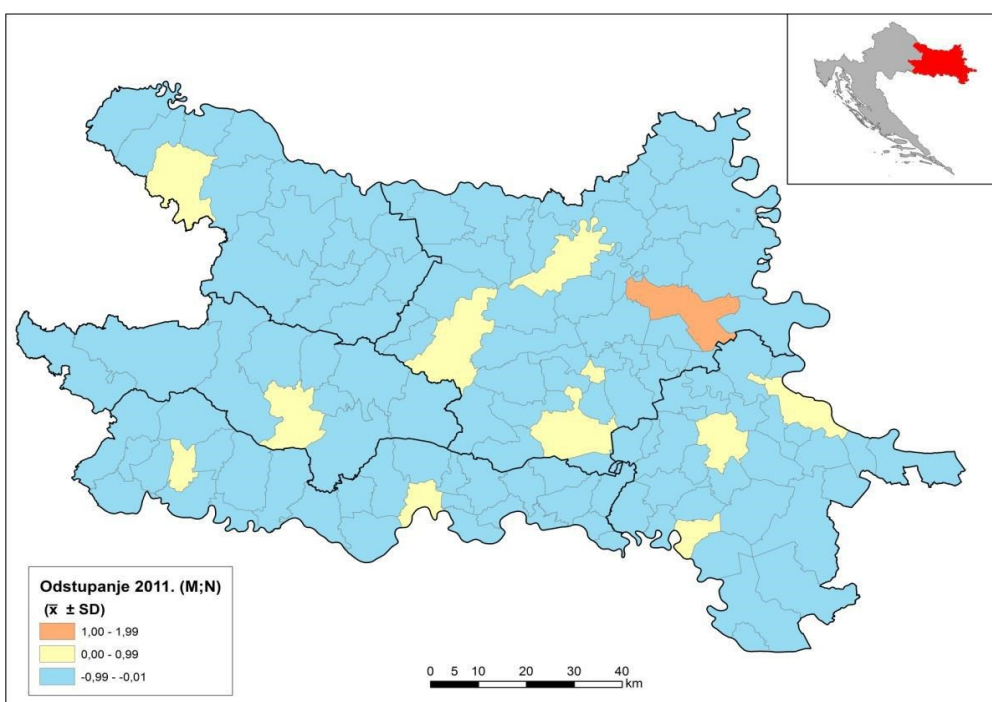 Odstupanje 2011. (M;N)
(x̅ ± SD)
1,00 - 1,99
0,00 - 0,99
-0,99 - -0,01
0 5 10 20 30 40
km